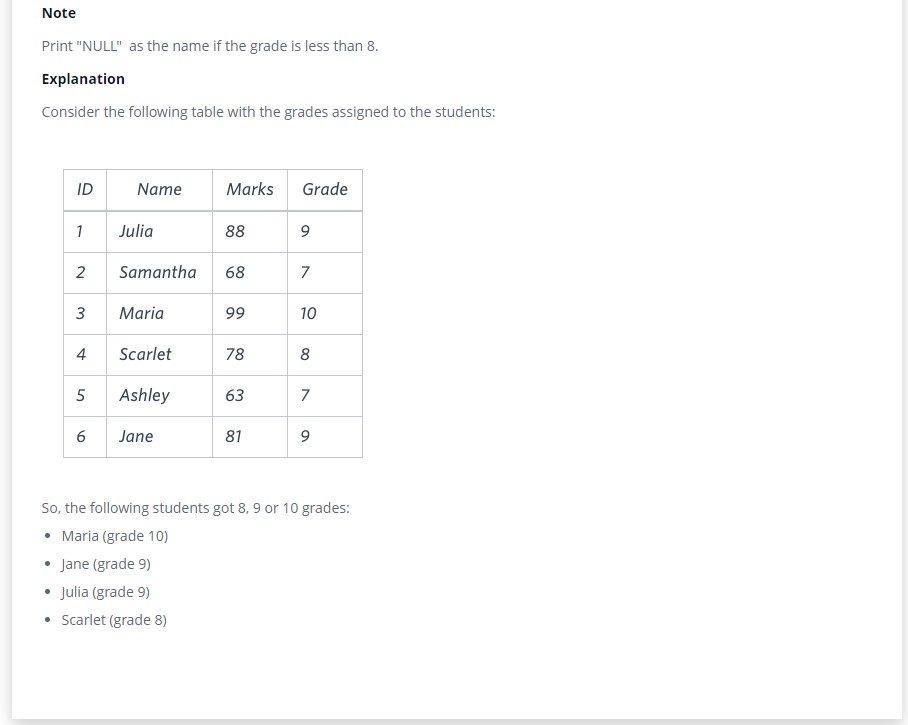 Note
Print "NULL"  as the name if the grade is less than 8.
Explanation
Consider the following table with the grades assigned to the students:
ID Name Marks Grade
1 Julia 88 9
2 Samantha 68 7
3 Maria 99 10
4 Scarlet 78 8
5 Ashley 63 7
6 Jane 81 9
So, the following students got 8, 9 or 10 grades:
• Maria (grade 10)
• Jane (grade 9)
• Julia (grade 9)
• Scarlet (grade 8)